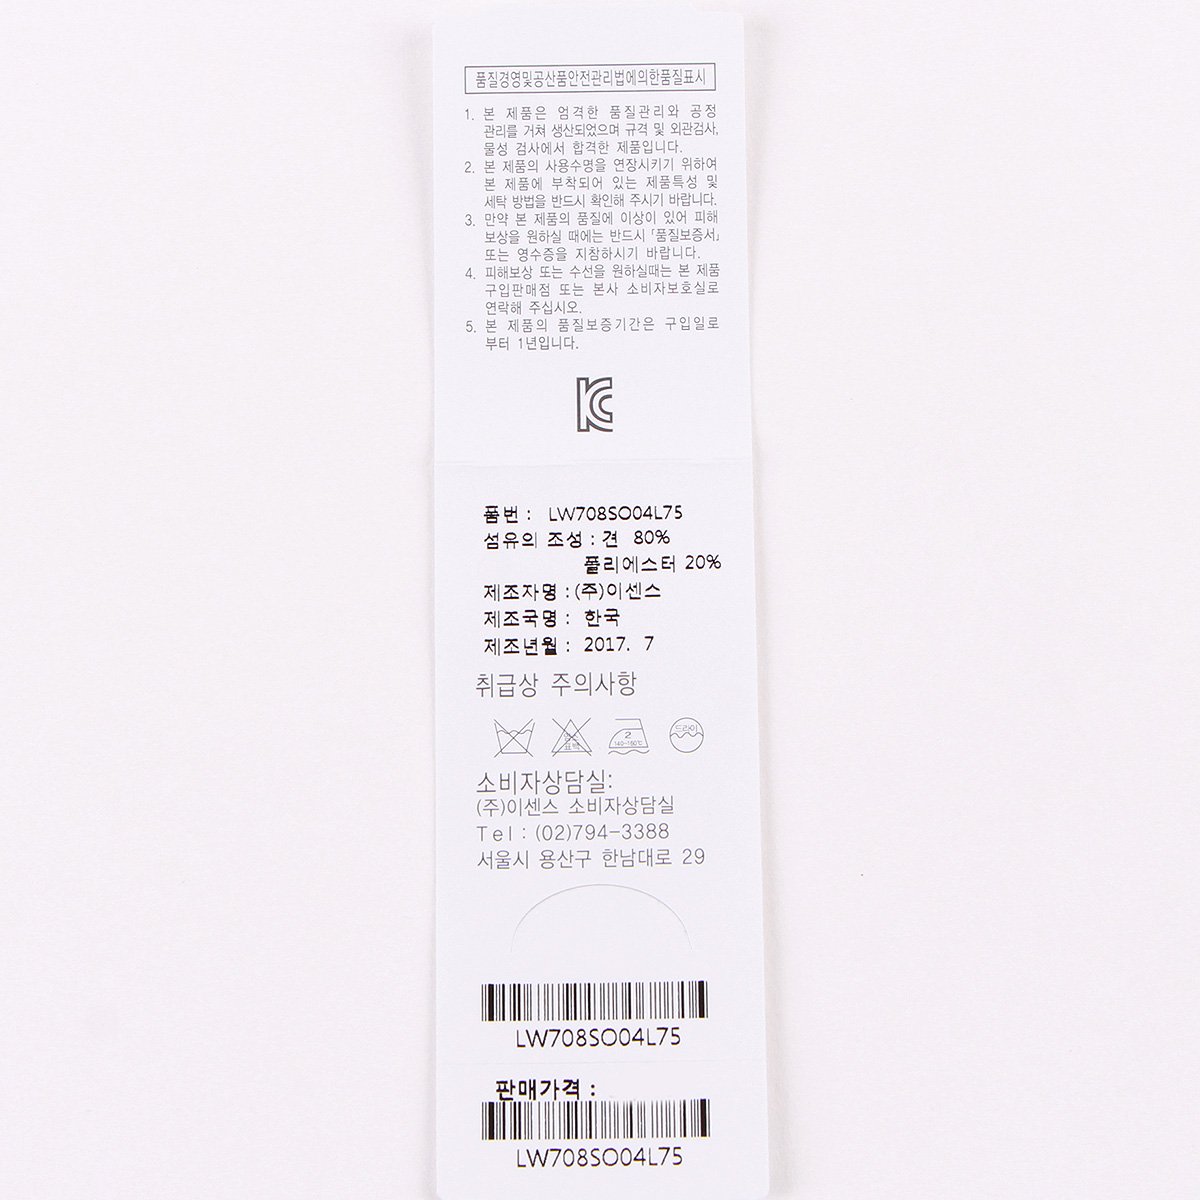 품질경영및공산품안전관리법에의한품질표시
1. 본 제품은 엄격한 품질관리와 공정
관리를 거쳐 생산되었으며 규격 및 외관검사,
물성 검사에서 합격한 제품입니다.
2. 본 제품의 사용수명을 연장시키기 위하여
본 제품에 부착되어 있는 제품특성 및
세탁 방법을 반드시 확인해 주시기 바랍니다.
3. 만약 본 제품의 품질에 이상이 있어 피해
보상을 원하실 때에는 반드시 「품질보증서」
또는 영수증을 지참하시기 바랍니다.
4. 피해보상 또는 수선을 원하실때는 본 제품
구입판매점 또는 본사 소비자보호실로
연락해 주십시오.
5. 본 제품의 품질보증기간은 구입일로
부터 1년입니다.
KC
품번 : LW708SO04L75
섬유의 조성 : 견 80%
폴리에스터 20%
제조자명 : (주)이센스
제조국명 : 한국
제조년월 : 2017. 7
취급상 주의사항
염소 표백 2 140~160℃ 드라이
소비자상담실:
(주)이센스 소비자상담실
Tel : (02)794-3388
서울시 용산구 한남대로 29
LW708SO04L75
판매가격 :
LW708SO04L75